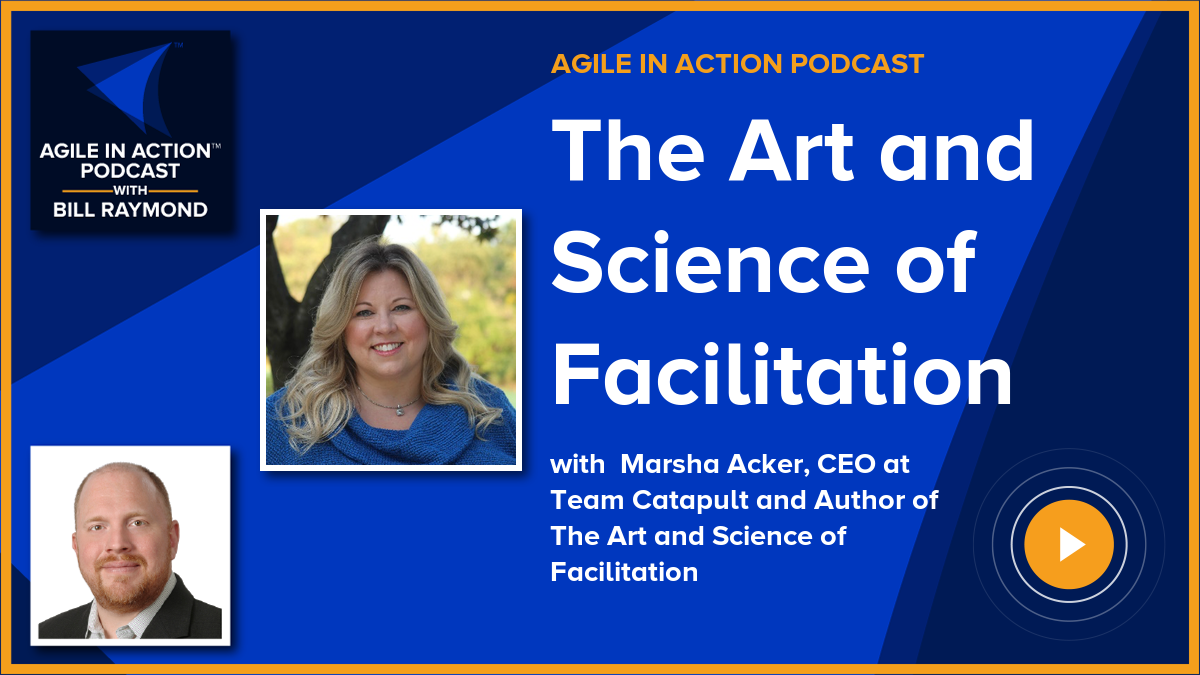 AGILE IN ACTION™
PODCAST
WITH
BILL RAYMOND
AGILE IN ACTION PODCAST
The Art and
Science of
Facilitation
with Marsha Acker, CEO at
Team Catapult and Author of
The Art and Science of
Facilitation
TM